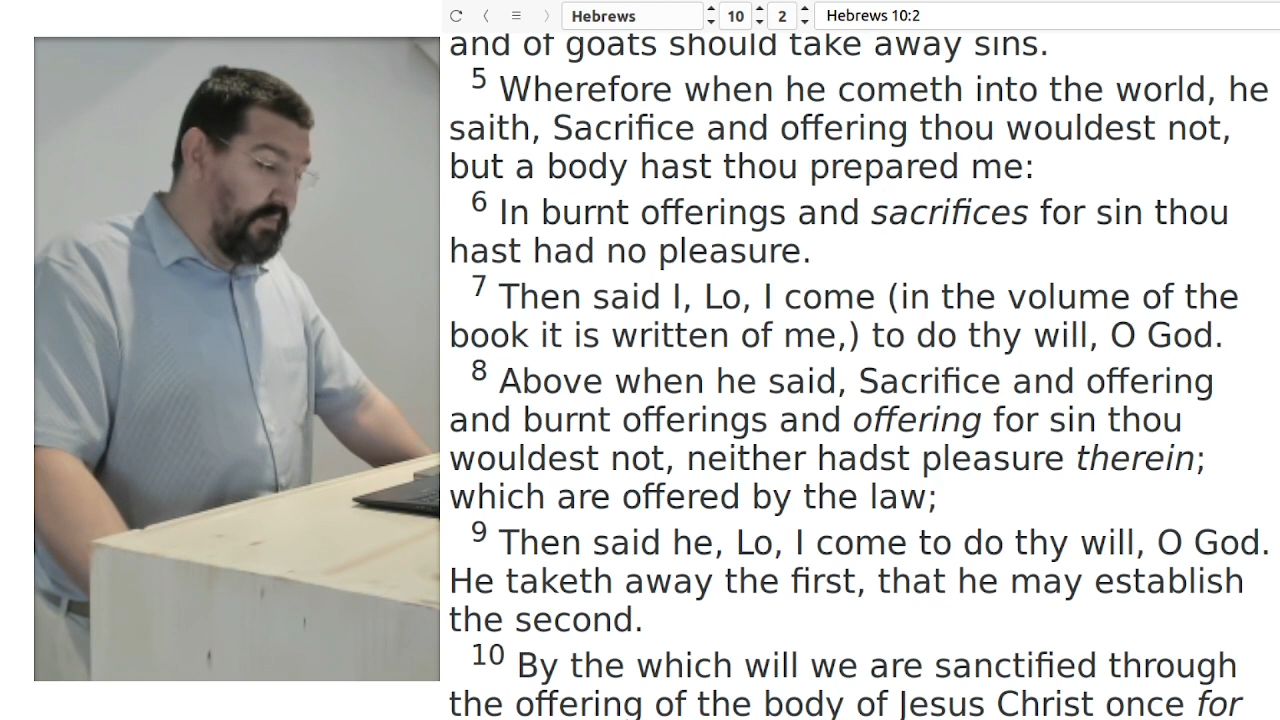 Hebrews 10 2 Hebrews 10:2
and of goats should take away sins.
5 Wherefore when he cometh into the world, he
saith, Sacrifice and offering thou wouldest not,
but a body hast thou prepared me:
6 In burnt offerings and sacrifices for sin thou
hast had no pleasure.
7 Then said I, Lo, I come (in the volume of the
book it is written of me,) to do thy will, O God.
8 Above when he said, Sacrifice and offering
and burnt offerings and offering for sin thou
wouldest not, neither hadst pleasure therein;
which are offered by the law;
9 Then said he, Lo, I come to do thy will, O God.
He taketh away the first, that he may establish
the second.
10 By the which will we are sanctified through
the offering of the body of Jesus Christ once for